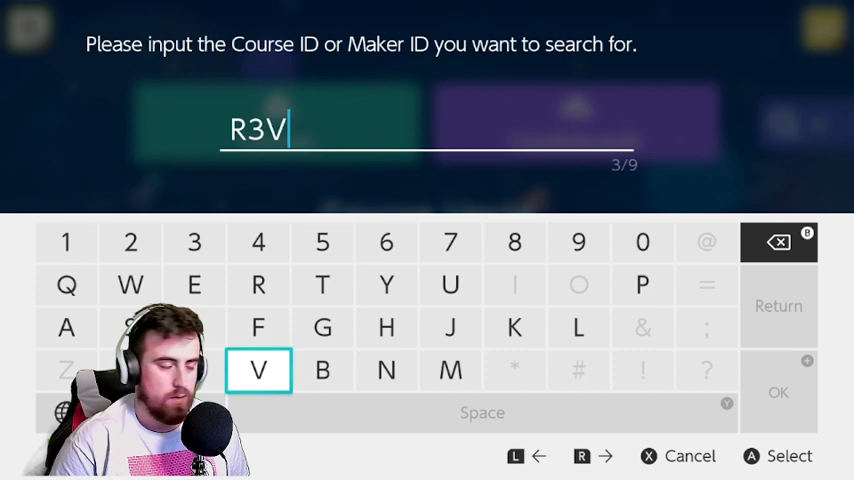 Please input the Course ID or Maker ID you want to search for.
R3V
3/9
1 2 3 4 5 6 7 8 9 0 @
Q W E R T Y U I O P =
Return
A F G H J K L & ;
Z V B N M * # ! ?
OK
Space
L ← R → X Cancel A Select